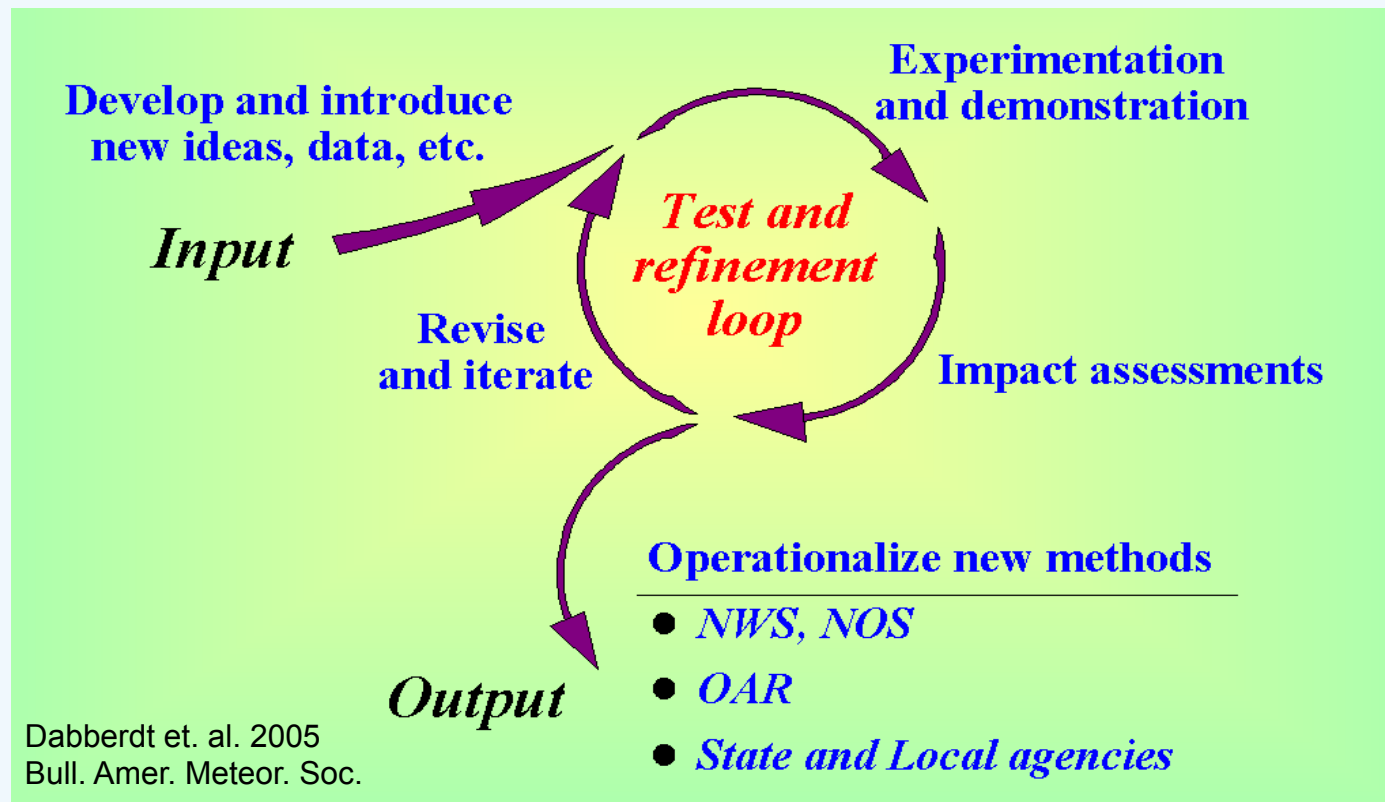 Develop and introduce
new ideas, data, etc.
Experimentation
and demonstration
Input
Test and
refinement
loop
Revise
and iterate
Impact assessments
Operationalize new methods
● NWS, NOS
● OAR
● State and Local agencies
Output
Dabberdt et. al. 2005
Bull. Amer. Meteor. Soc.